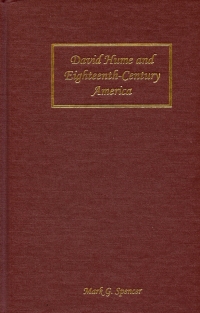 David Hume and
Eighteenth-Century
America
Mark G. Spencer